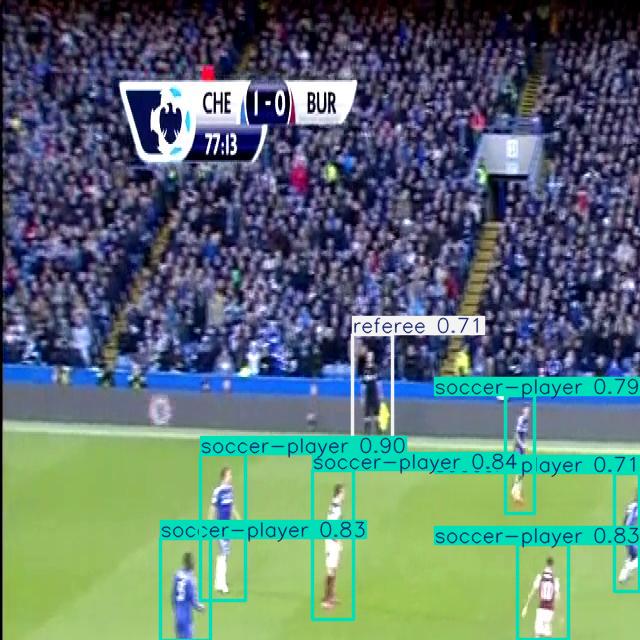 CHE 1-0 BUR
77:13
referee 0.71
soccer-player 0.79
soccer-player 0.90
soccer-player 0.84
player 0.71
soccer-player 0.83
soccer-player 0.83
10